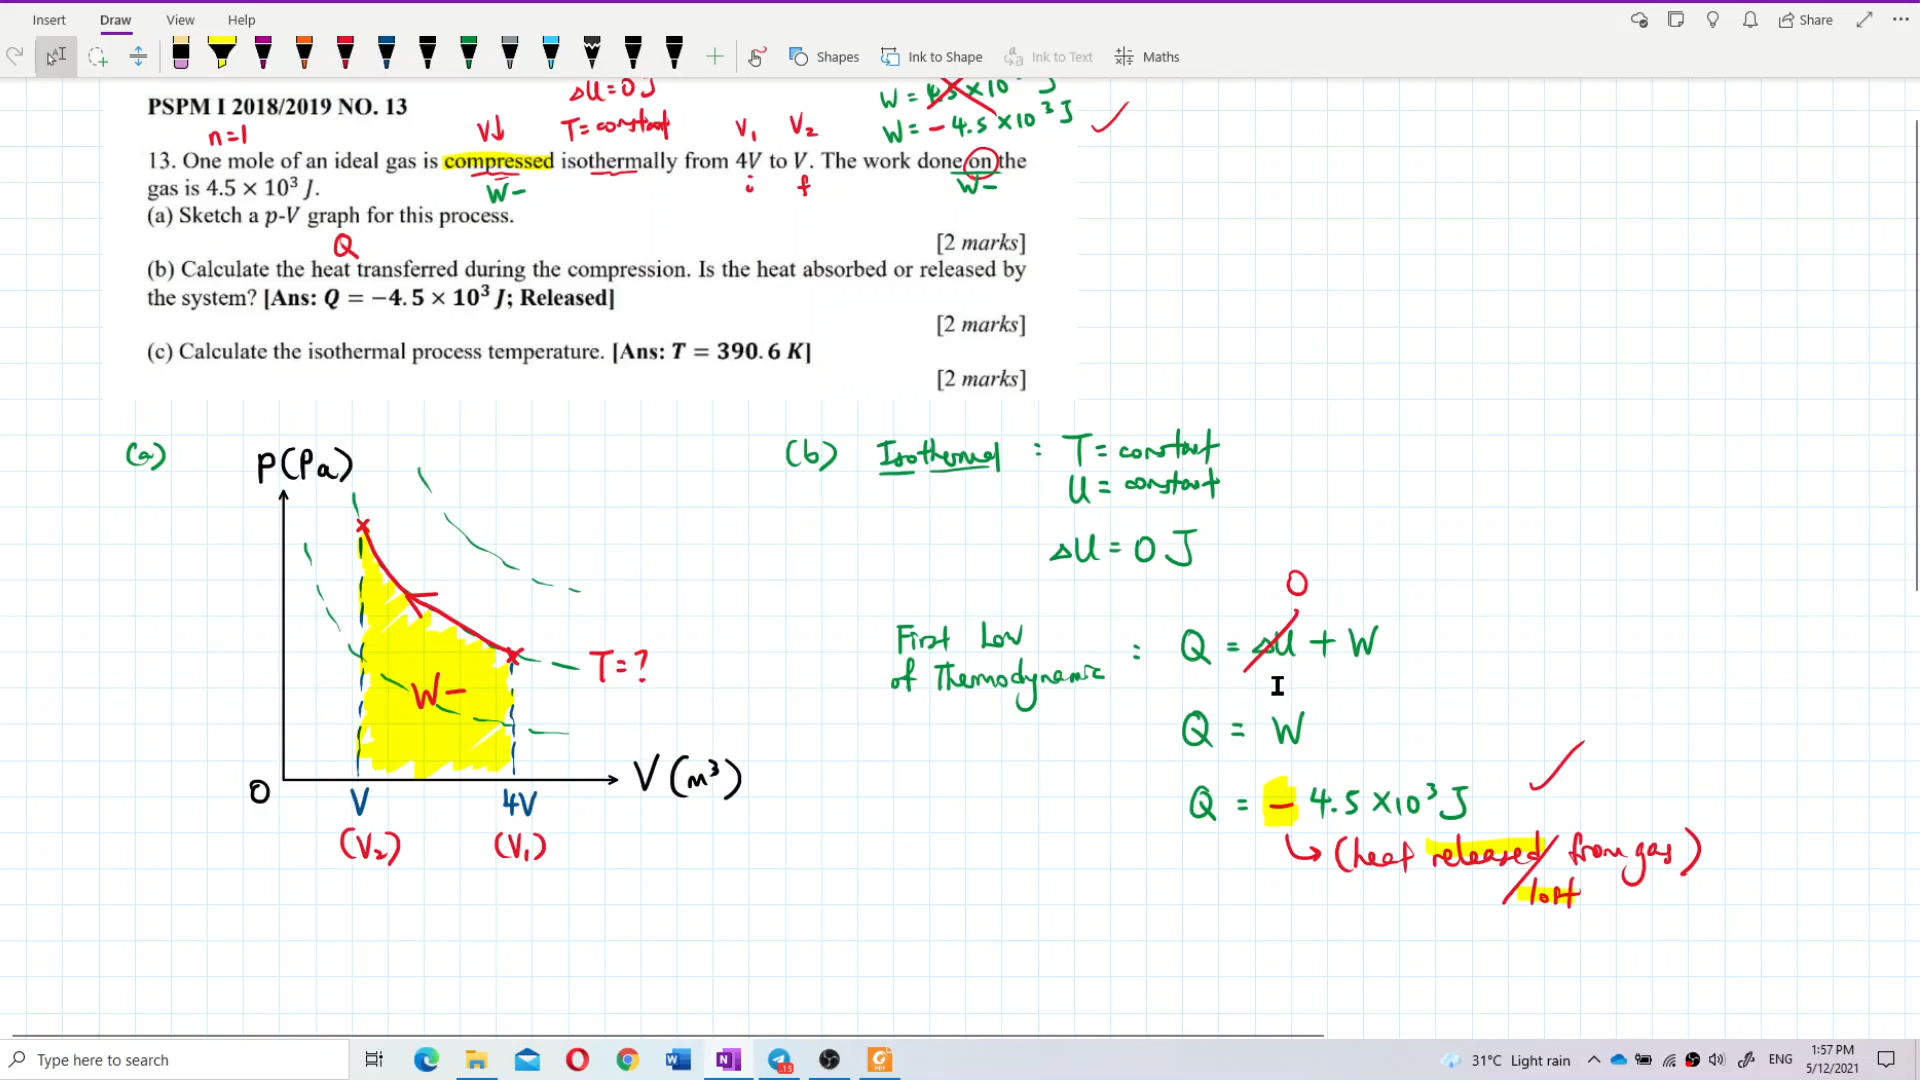 Insert Draw View Help
Share
Shapes Ink to Shape Ink to Text Maths
ΔU = 0 J
W = 4.5 × 10³ J
PSPM I 2018/2019 NO. 13
n=1 V↓ T= constant V₁ V₂ W = - 4.5 × 10³ J
13. One mole of an ideal gas is compressed isothermally from 4V to V. The work done on the
W- i f W-
gas is 4.5 × 10³ J.
(a) Sketch a p-V graph for this process.
[2 marks]
Q
(b) Calculate the heat transferred during the compression. Is the heat absorbed or released by
the system? [Ans: Q = −4.5 × 10³ J; Released]
[2 marks]
(c) Calculate the isothermal process temperature. [Ans: T = 390.6 K]
[2 marks]
(a)
P(Pa)
T=?
W-
0
V 4V V (m³)
(V₂) (V₁)
(b) Isothermal : T = constant
U = constant
ΔU = 0 J
0
First Law
of Thermodynamic : Q = ΔU + W
Q = W
Q = - 4.5 × 10³ J
↳ (heat released / from gas)
/lost
Type here to search
15
31°C Light rain
ENG
1:57 PM
5/12/2021